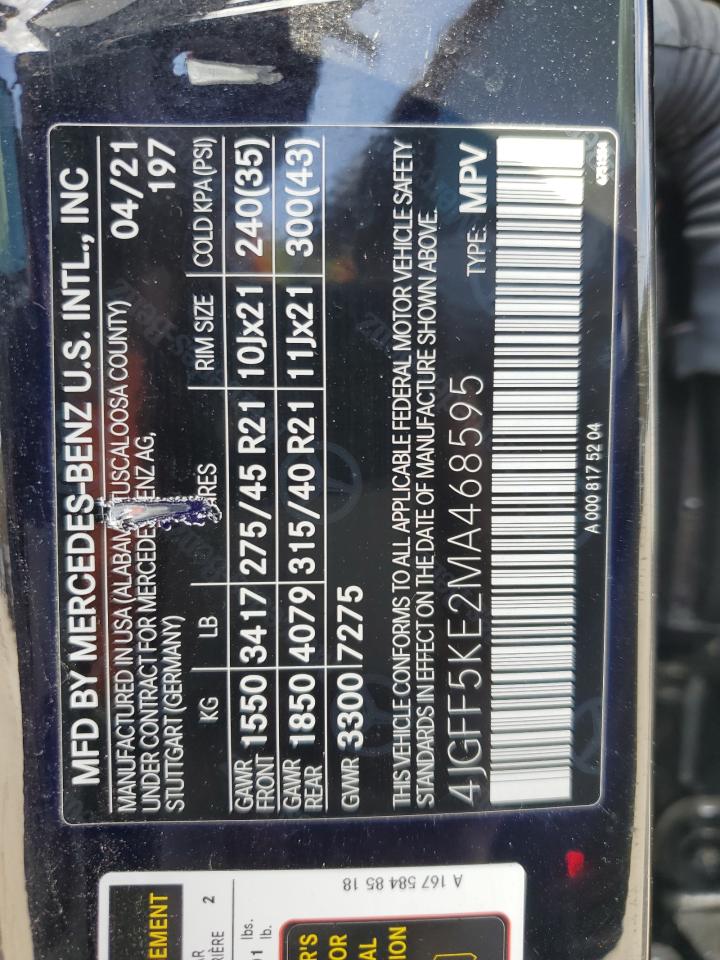 MFD BY MERCEDES-BENZ U.S. INTL., INC
MANUFACTURED IN USA (ALABAMA, TUSCALOOSA COUNTY) 04/21
UNDER CONTRACT FOR MERCEDES-BENZ AG, 197
STUTTGART (GERMANY)
KG LB RIM SIZE COLD KPA (PSI)
GAWR FRONT 1550 3417 275/45 R21 10Jx21 240(35)
GAWR REAR 1850 4079 315/40 R21 11Jx21 300(43)
GVWR 3300 7275
THIS VEHICLE CONFORMS TO ALL APPLICABLE FEDERAL MOTOR VEHICLE SAFETY
STANDARDS IN EFFECT ON THE DATE OF MANUFACTURE SHOWN ABOVE.
4JGFF5KE2MA468595 TYPE: MPV
A 000 817 52 04
A 167 584 85 18
EMENT
2
lbs.
lb.